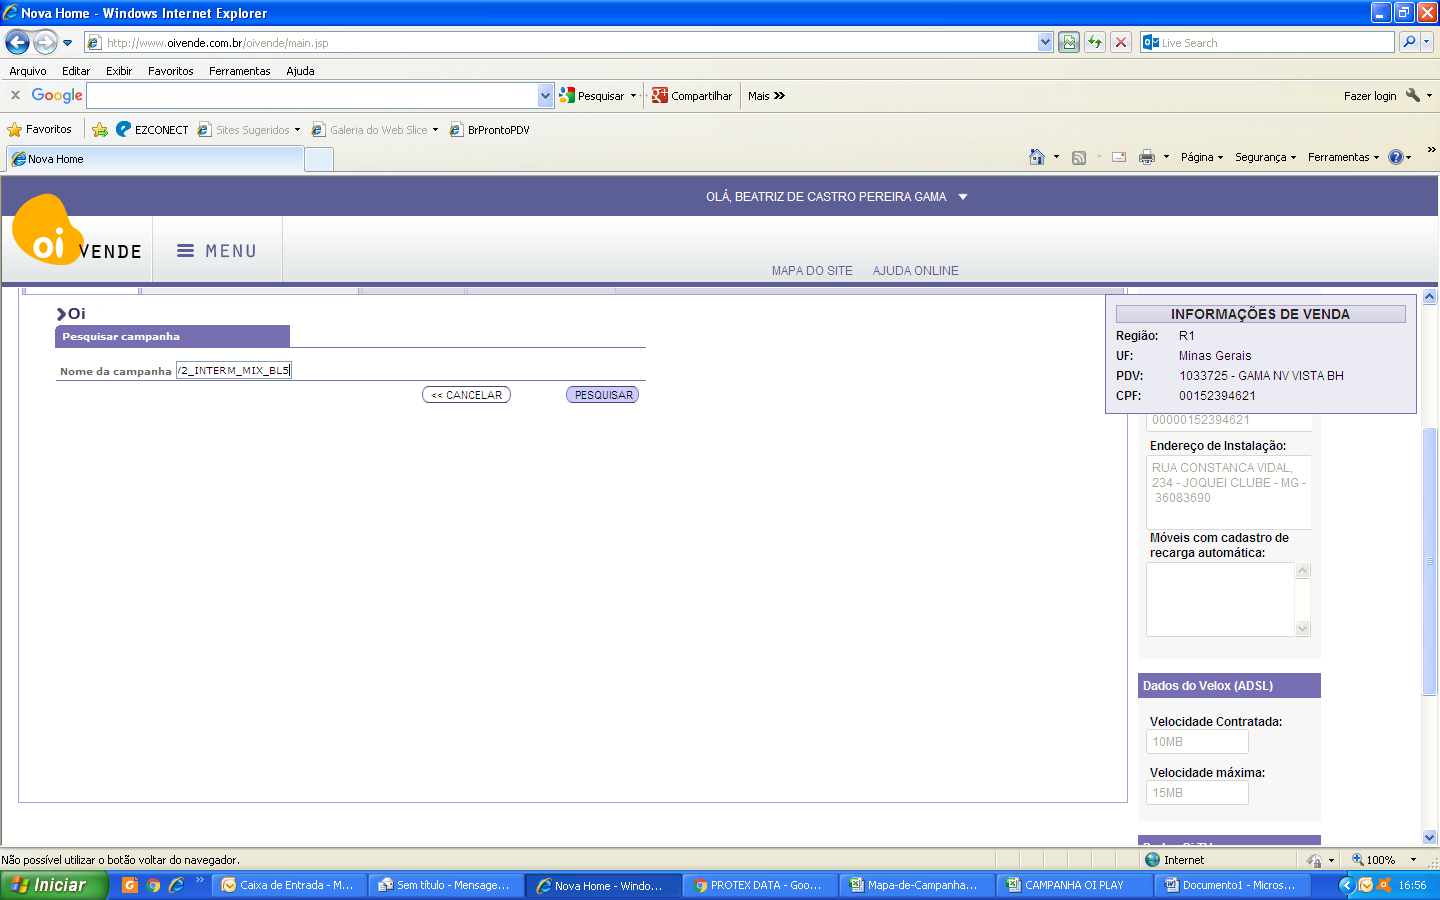 Nova Home - Windows Internet Explorer
http://www.oivende.com.br/oivende/main.jsp
Live Search
Arquivo Editar Exibir Favoritos Ferramentas Ajuda
x Google Pesquisar Compartilhar Mais » Fazer login
Favoritos EZCONECT Sites Sugeridos Galeria do Web Slice BrProntoPDV
Nova Home Página Segurança Ferramentas »
OLÁ, BEATRIZ DE CASTRO PEREIRA GAMA
oi VENDE MENU
MAPA DO SITE AJUDA ONLINE
Oi
Pesquisar campanha
Nome da campanha /2_INTERM_MIX_BL5
<< CANCELAR PESQUISAR
INFORMAÇÕES DE VENDA
Região: R1
UF: Minas Gerais
PDV: 1033725 - GAMA NV VISTA BH
CPF: 00152394621
00000152394621
Endereço de Instalação:
RUA CONSTANCA VIDAL,
234 - JOQUEI CLUBE - MG -
36083690
Móveis com cadastro de
recarga automática:
Dados do Velox (ADSL)
Velocidade Contratada:
10MB
Velocidade máxima:
15MB
Não possível utilizar o botão voltar do navegador.
Internet 100%
Iniciar » Caixa de Entrada - M... Sem título - Mensage... Nova Home - Windo... PROTEX DATA - Goo... Mapa-de-Campanha... CAMPANHA OI PLAY Documento1 - Micros... 16:56